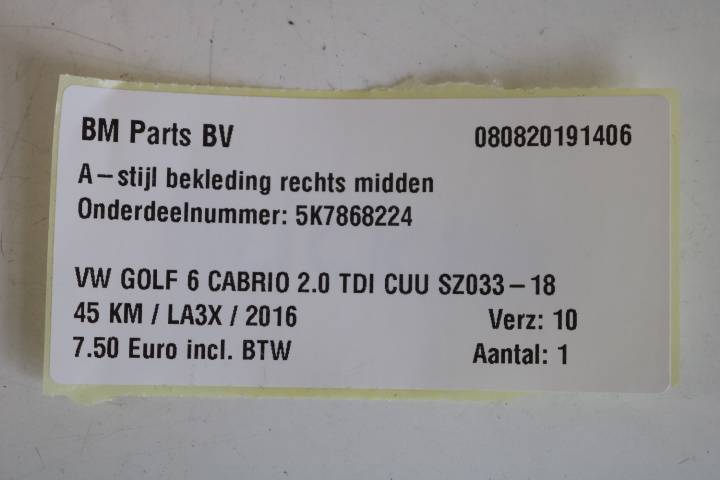 BM Parts BV 080820191406
A-stijl bekleding rechts midden
Onderdeelnummer: 5K7868224
VW GOLF 6 CABRIO 2.0 TDI CUU SZ033-18
45 KM / LA3X / 2016 Verz: 10
7.50 Euro incl. BTW Aantal: 1